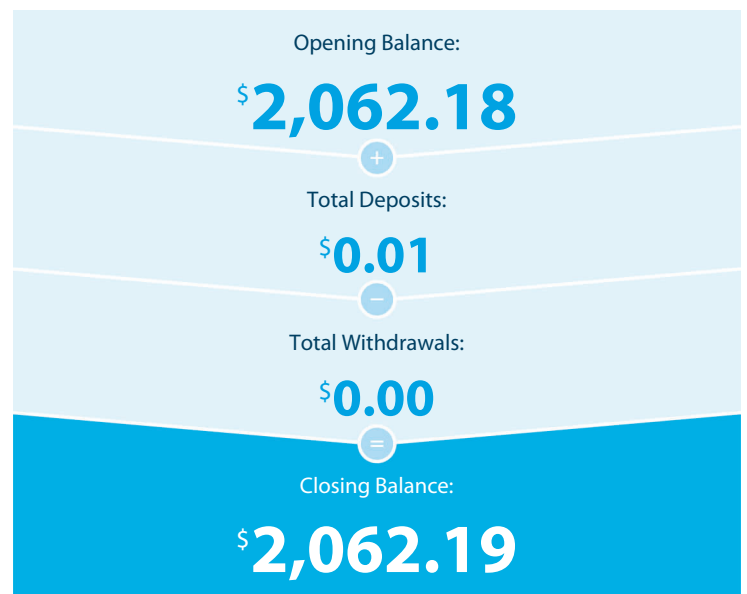 Opening Balance:
$2,062.18
+
Total Deposits:
$0.01
−
Total Withdrawals:
$0.00
=
Closing Balance:
$2,062.19